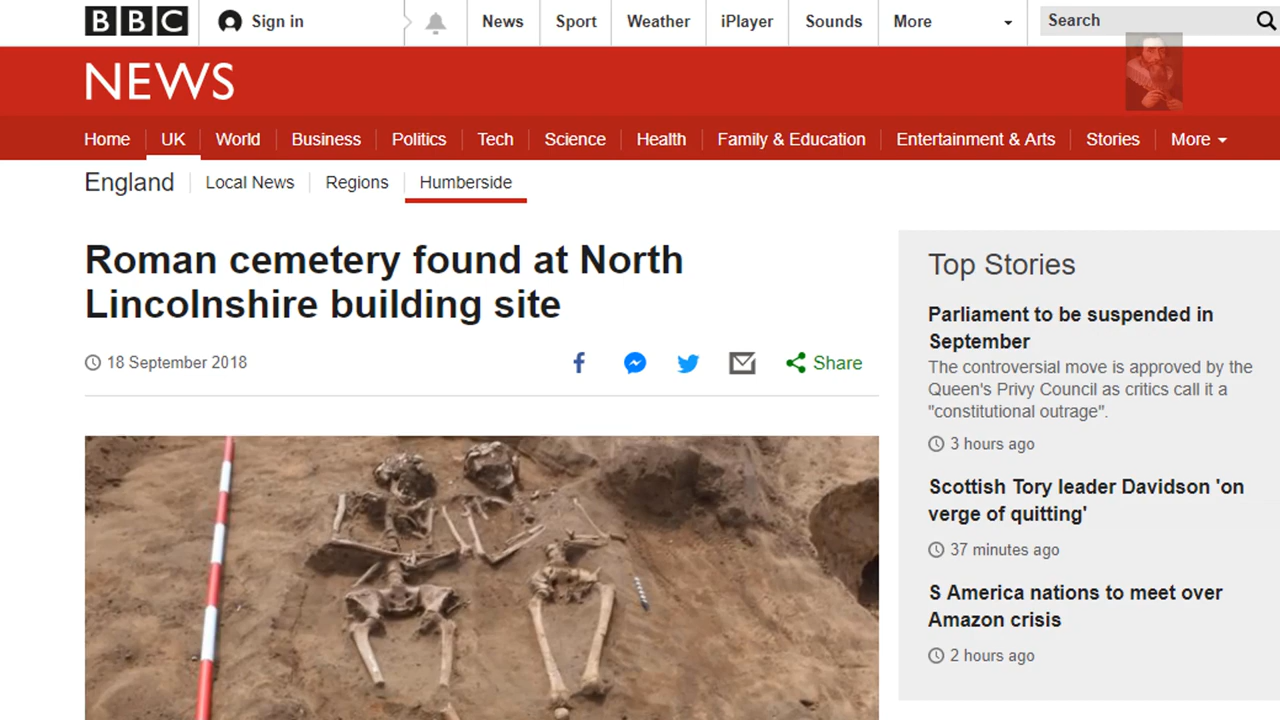 BBC Sign in News Sport Weather iPlayer Sounds More Search
NEWS
Home UK World Business Politics Tech Science Health Family & Education Entertainment & Arts Stories More
England Local News Regions Humberside
Roman cemetery found at North
Lincolnshire building site
18 September 2018
Share
Top Stories
Parliament to be suspended in
September
The controversial move is approved by the
Queen's Privy Council as critics call it a
"constitutional outrage".
3 hours ago
Scottish Tory leader Davidson 'on
verge of quitting'
37 minutes ago
S America nations to meet over
Amazon crisis
2 hours ago